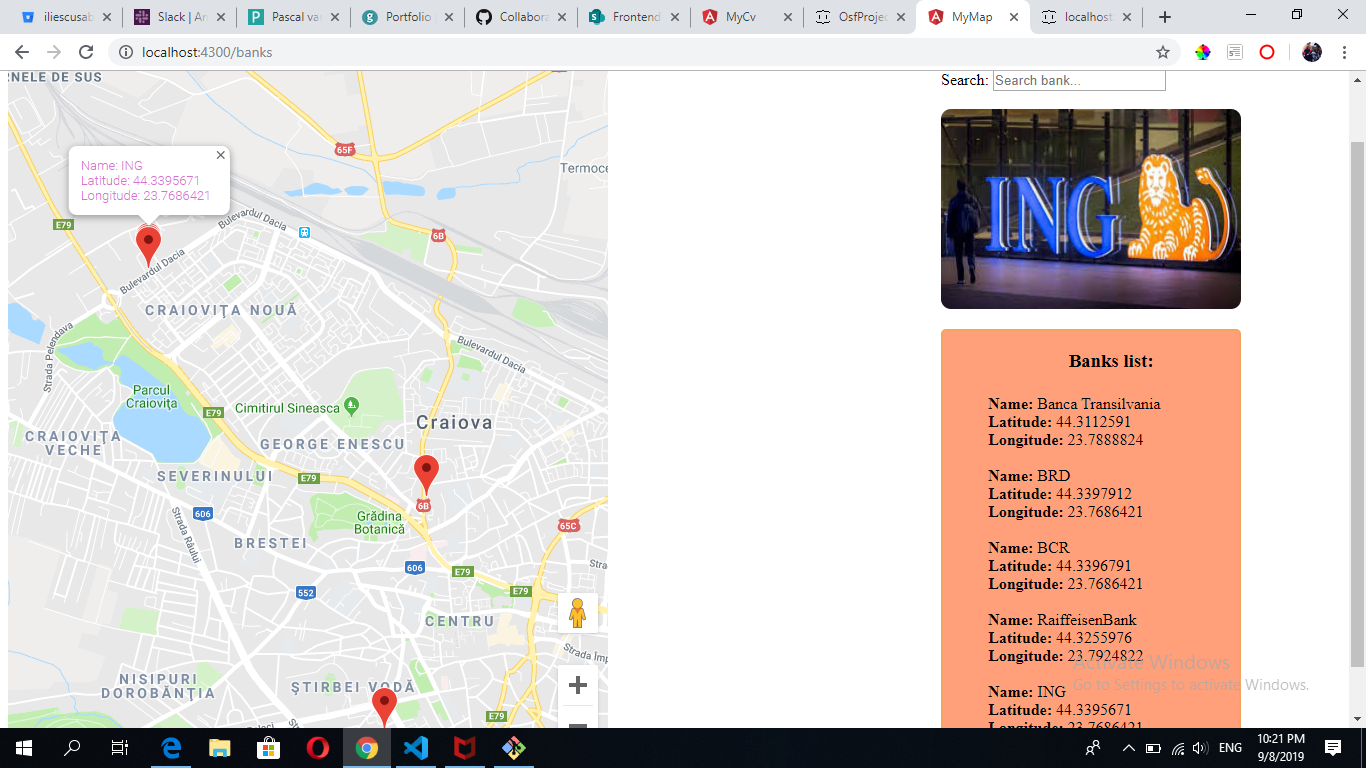 iliescusab
Slack | An
Pascal va
Portfolio
Collabora
Frontend
MyCv
OsfProjec
MyMap
localhost
localhost:4300/banks
RNELE DE SUS
65F
Termoce
Name: ING
Latitude: 44.3395671
Longitude: 23.7686421
E79
Bulevardul Dacia
6B
Bulevardul Dacia
CRAIOVIȚA NOUĂ
Strada Pelendava
Bulevardul Dacia
Parcul
Craiovița
E79
Cimitirul Sineasca
Craiova
CRAIOVIȚA
VECHE
GEORGE ENESCU
SEVERINULUI
E79
6B
606
Strada Râului
Grădina
Botanică
65C
BRESTEI
606
E79
Stra
552
E79
CENTRU
Strada Împ
NISIPURI
DOROBĂNȚIA
ȘTIRBEI VODĂ
E79
Search: Search bank...
ING
Banks list:
Name: Banca Transilvania
Latitude: 44.3112591
Longitude: 23.7888824
Name: BRD
Latitude: 44.3397912
Longitude: 23.7686421
Name: BCR
Latitude: 44.3396791
Longitude: 23.7686421
Name: RaiffeisenBank
Latitude: 44.3255976
Longitude: 23.7924822
Name: ING
Latitude: 44.3395671
Longitude: 23.7686421
Activate Windows
Go to Settings to activate Windows.
ENG
10:21 PM
9/8/2019